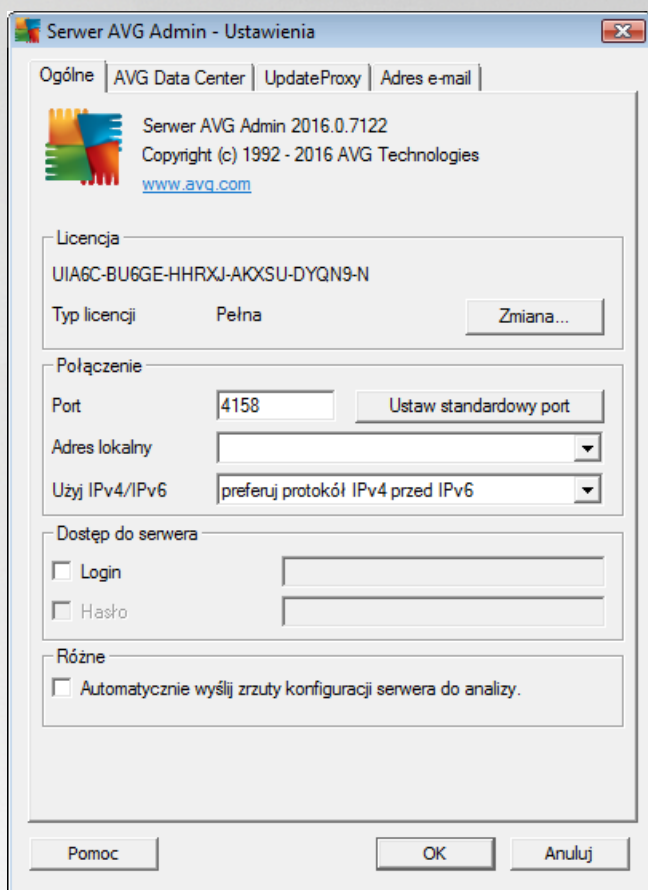 Serwer AVG Admin - Ustawienia
Ogólne AVG Data Center UpdateProxy Adres e-mail
Serwer AVG Admin 2016.0.7122
Copyright (c) 1992 - 2016 AVG Technologies
www.avg.com
Licencja
UIA6C-BU6GE-HHRXJ-AKXSU-DYQN9-N
Typ licencji Pełna Zmiana...
Połączenie
Port 4158 Ustaw standardowy port
Adres lokalny
Użyj IPv4/IPv6 preferuj protokół IPv4 przed IPv6
Dostęp do serwera
Login
Hasło
Różne
Automatycznie wyślij zrzuty konfiguracji serwera do analizy.
Pomoc OK Anuluj